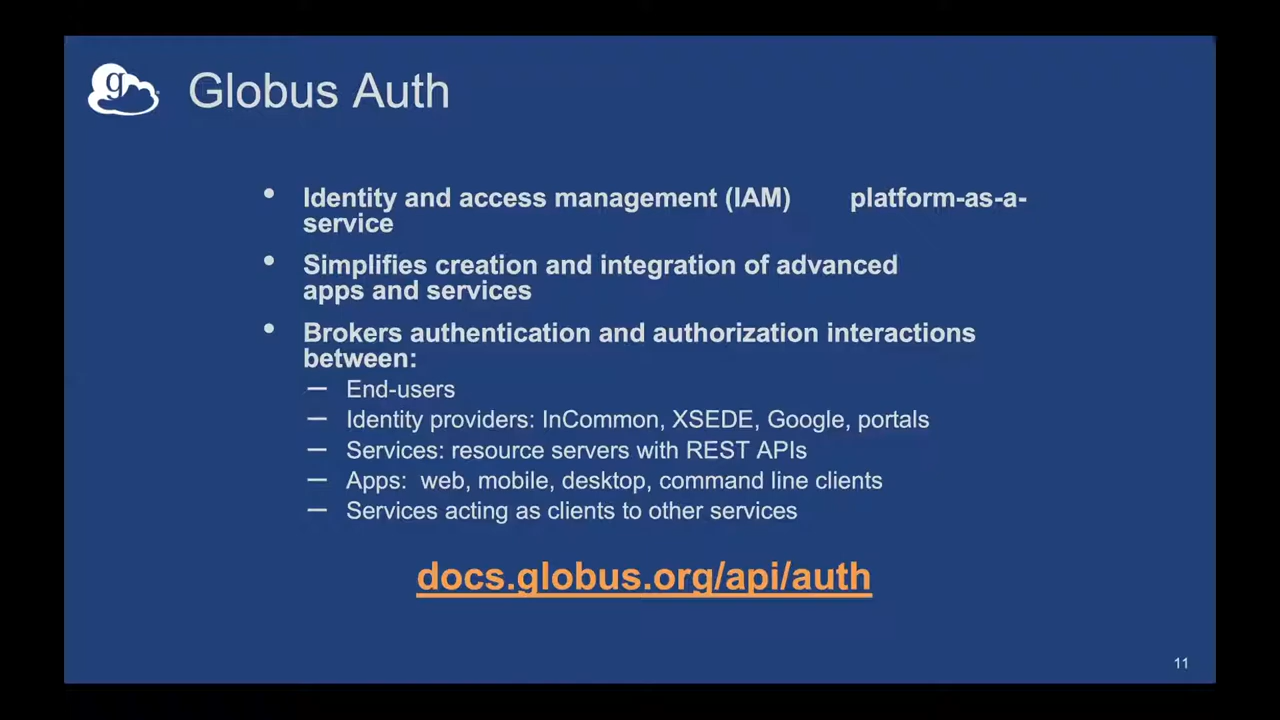 g
Globus Auth
• Identity and access management (IAM) platform-as-a-
service
• Simplifies creation and integration of advanced
apps and services
• Brokers authentication and authorization interactions
between:
— End-users
— Identity providers: InCommon, XSEDE, Google, portals
— Services: resource servers with REST APIs
— Apps: web, mobile, desktop, command line clients
— Services acting as clients to other services
docs.globus.org/api/auth
11